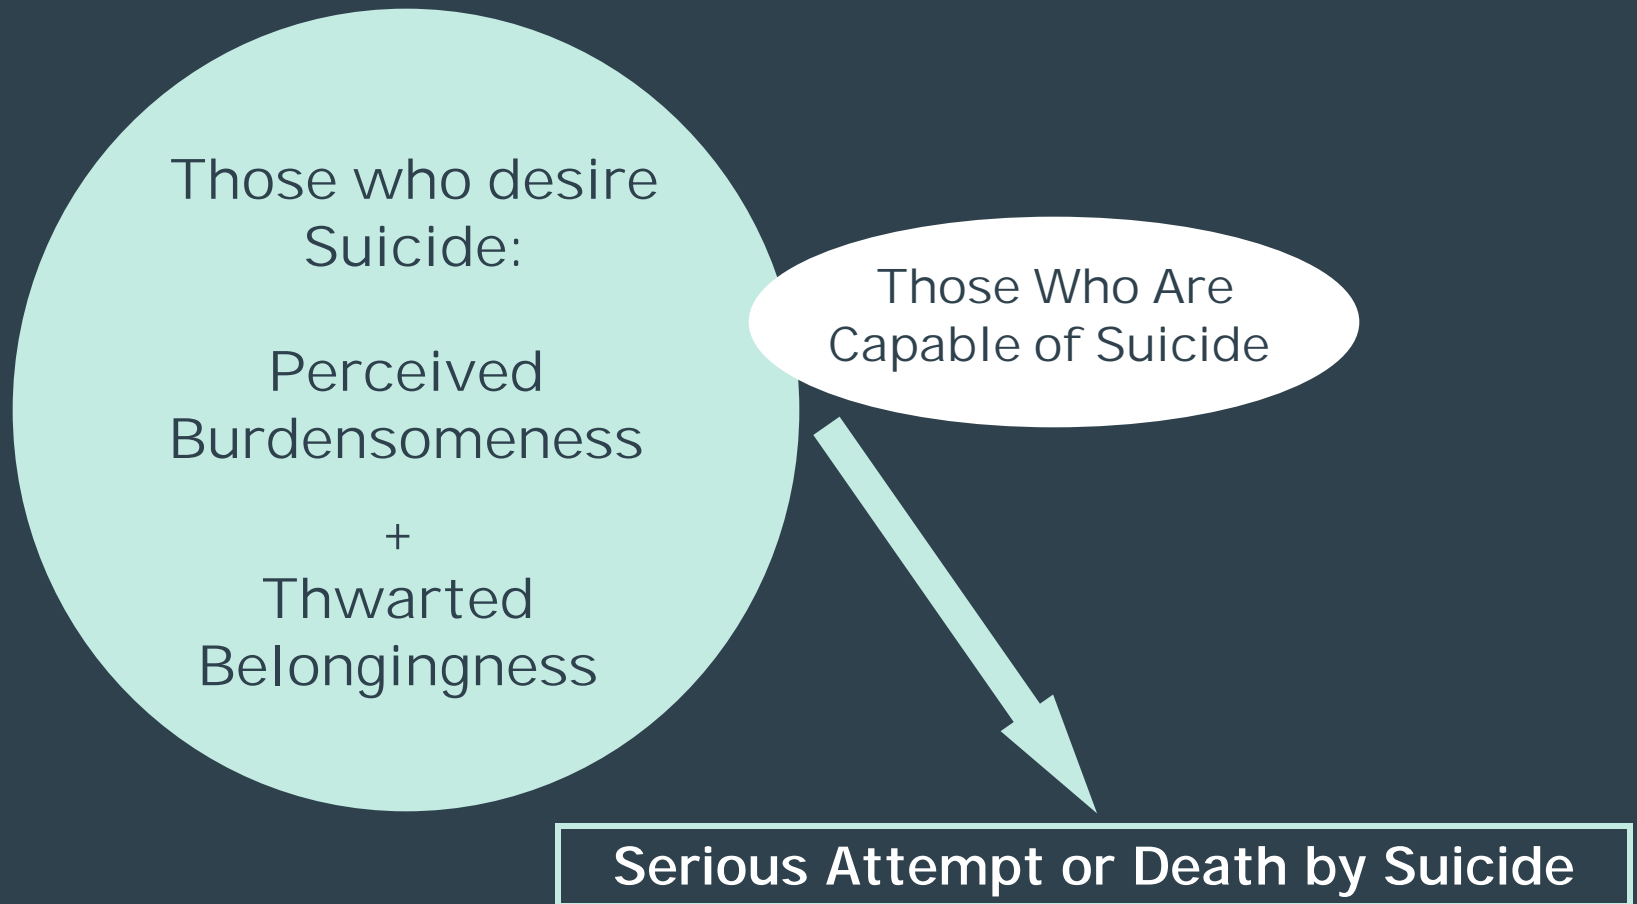 Those who desire
Suicide:
Perceived
Burdensomeness
+
Thwarted
Belongingness
Those Who Are
Capable of Suicide
Serious Attempt or Death by Suicide